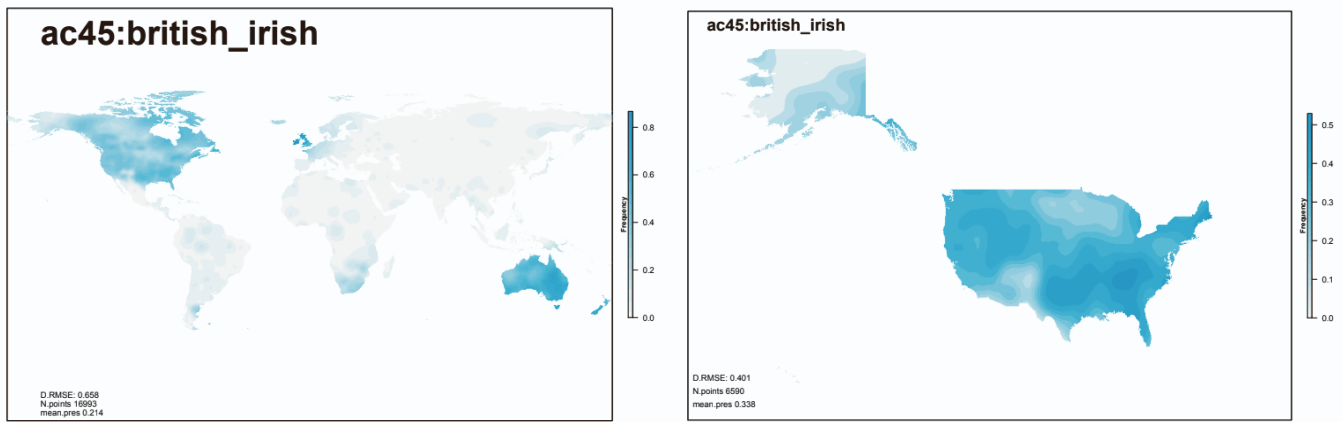 ac45:british_irish
0.8
0.6
Frequency
0.4
0.2
0.0
D.RMSE: 0.658
N.points 16993
mean.pres 0.214
ac45:british_irish
0.5
0.4
0.3
Frequency
0.2
0.1
0.0
D.RMSE: 0.401
N.points 6590
mean.pres 0.338